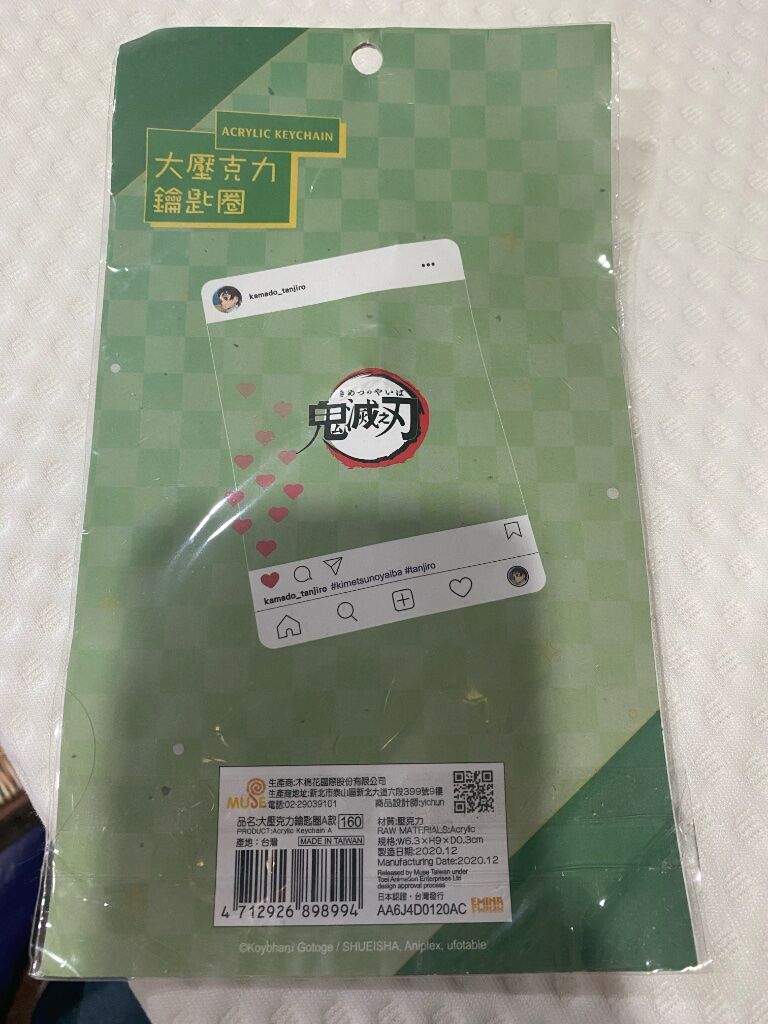 ACRYLIC KEYCHAIN
大壓克力
鑰匙圈
kamado_tanjiro
きめつのやいば
鬼滅之刃
kamado_tanjiro #kimetsunoyaiba #tanjiro
MUSE
生產商:木棉花國際股份有限公司
生產商地址:新北市泰山區新北大道六段399號9樓
電話:02-29039101
商品設計師:yichun
品名:大壓克力鑰匙圈A款 160
PRODUCT:Acrylic Keychain A
產地:台灣 MADE IN TAIWAN
4 712926 898994
材質:壓克力
RAW MATERIALS:Acrylic
規格:W6.3×H9×D0.3cm
製造日期:2020.12
Manufacturing Date:2020.12
Released by Muse Taiwan under
Toei Animation Enterprises Ltd
design approval process
日本認證・台灣發行
AA6J4D0120AC
©Koyoharu Gotoge / SHUEISHA, Aniplex, ufotable